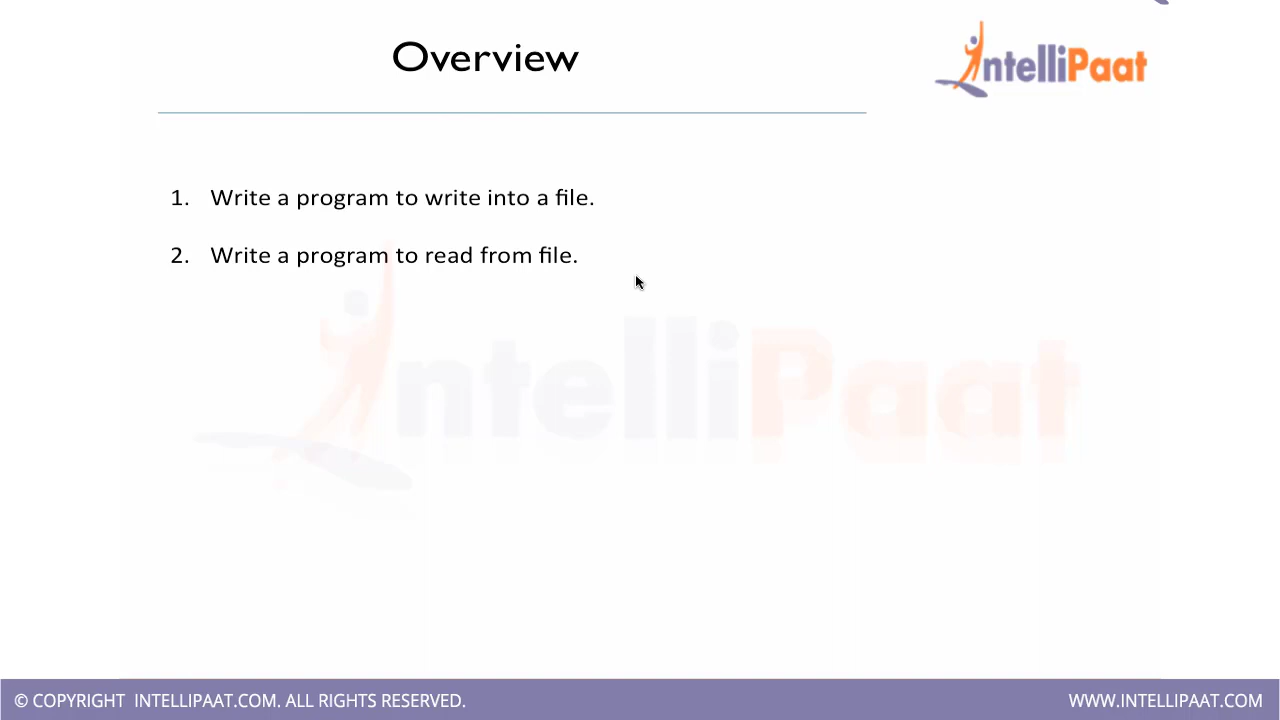 Overview
IntelliPaat
1. Write a program to write into a file.
2. Write a program to read from file.
IntelliPaat
© COPYRIGHT INTELLIPAAT.COM. ALL RIGHTS RESERVED.
WWW.INTELLIPAAT.COM